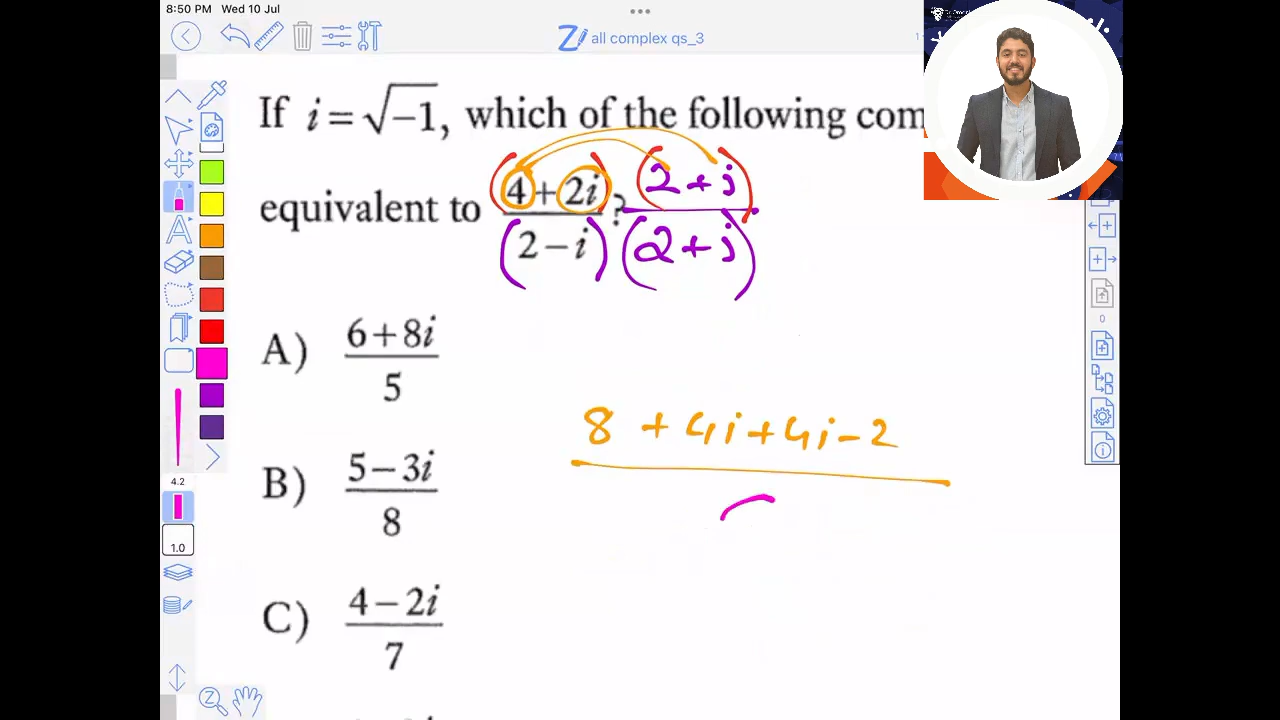 8:50 PM Wed 10 Jul
all complex qs_3
If i = √−1, which of the following com
equivalent to (4 + 2i)/(2 − i) ? (2 + i)/(2 + i)
A) (6 + 8i)/5
8 + 4i + 4i − 2
B) (5 − 3i)/8
C) (4 − 2i)/7
4.2
1.0
0